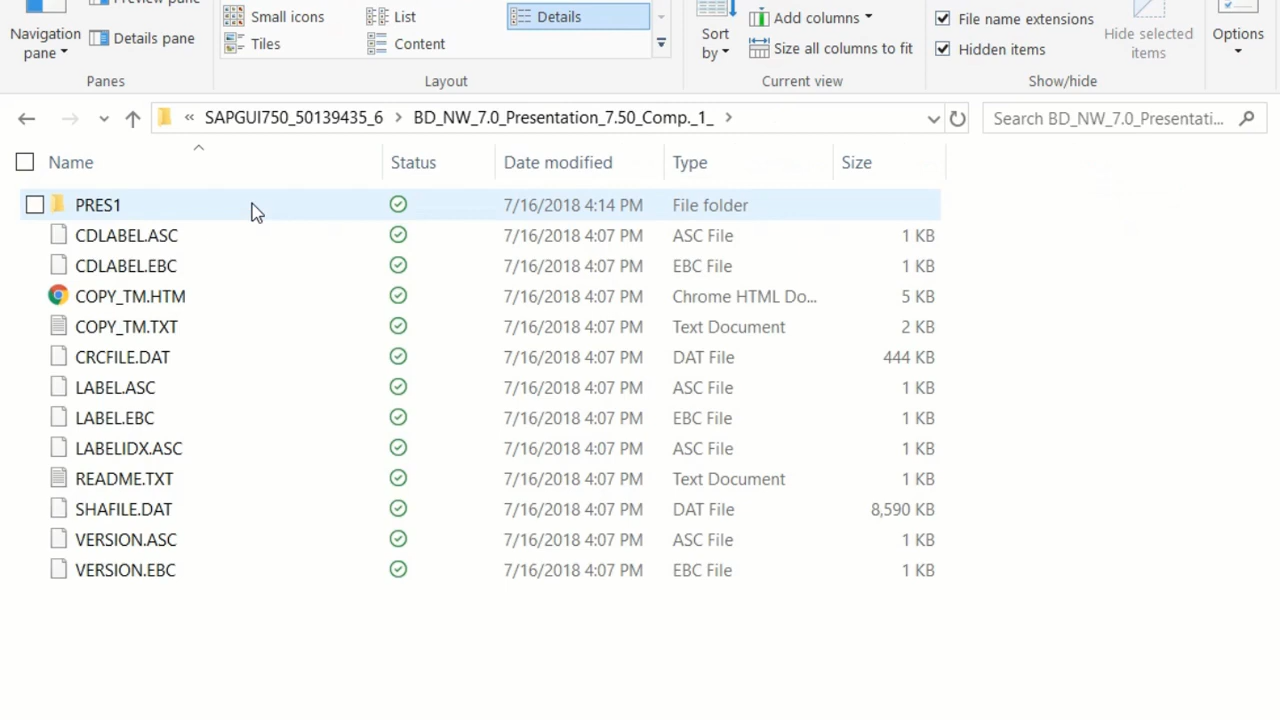 Preview pane
Navigation pane
Details pane
Panes
Small icons
List
Details
Tiles
Content
Layout
Sort by
Add columns
Size all columns to fit
Current view
File name extensions
Hidden items
Hide selected items
Show/hide
Options
« SAPGUI750_50139435_6 › BD_NW_7.0_Presentation_7.50_Comp._1_ ›
Search BD_NW_7.0_Presentati...
Name Status Date modified Type Size
PRES1 7/16/2018 4:14 PM File folder
CDLABEL.ASC 7/16/2018 4:07 PM ASC File 1 KB
CDLABEL.EBC 7/16/2018 4:07 PM EBC File 1 KB
COPY_TM.HTM 7/16/2018 4:07 PM Chrome HTML Do... 5 KB
COPY_TM.TXT 7/16/2018 4:07 PM Text Document 2 KB
CRCFILE.DAT 7/16/2018 4:07 PM DAT File 444 KB
LABEL.ASC 7/16/2018 4:07 PM ASC File 1 KB
LABEL.EBC 7/16/2018 4:07 PM EBC File 1 KB
LABELIDX.ASC 7/16/2018 4:07 PM ASC File 1 KB
README.TXT 7/16/2018 4:07 PM Text Document 1 KB
SHAFILE.DAT 7/16/2018 4:07 PM DAT File 8,590 KB
VERSION.ASC 7/16/2018 4:07 PM ASC File 1 KB
VERSION.EBC 7/16/2018 4:07 PM EBC File 1 KB